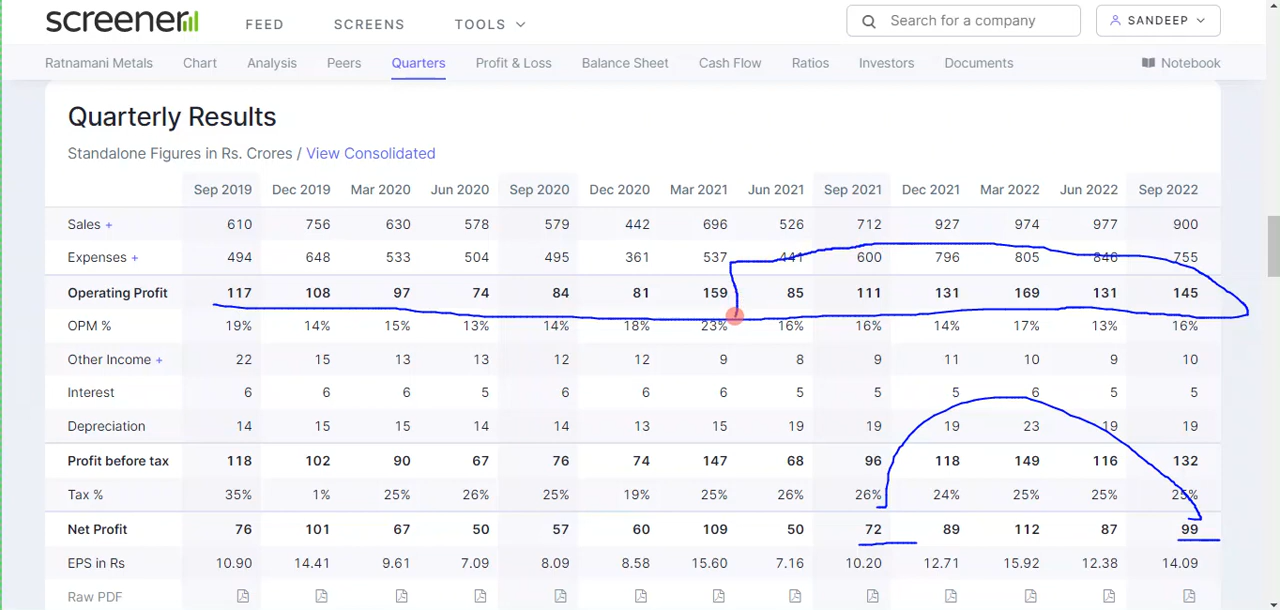 screener FEED SCREENS TOOLS Search for a company SANDEEP
Ratnamani Metals Chart Analysis Peers Quarters Profit & Loss Balance Sheet Cash Flow Ratios Investors Documents Notebook
Quarterly Results
Standalone Figures in Rs. Crores / View Consolidated
Sep 2019 Dec 2019 Mar 2020 Jun 2020 Sep 2020 Dec 2020 Mar 2021 Jun 2021 Sep 2021 Dec 2021 Mar 2022 Jun 2022 Sep 2022
Sales + 610 756 630 578 579 442 696 526 712 927 974 977 900
Expenses + 494 648 533 504 495 361 537 441 600 796 805 846 755
Operating Profit 117 108 97 74 84 81 159 85 111 131 169 131 145
OPM % 19% 14% 15% 13% 14% 18% 23% 16% 16% 14% 17% 13% 16%
Other Income + 22 15 13 13 12 12 9 8 9 11 10 9 10
Interest 6 6 6 6 6 6 6 5 5 5 6 5 5
Depreciation 14 15 15 14 14 13 15 19 19 19 23 19 19
Profit before tax 118 102 90 67 76 74 147 68 96 118 149 116 132
Tax % 35% 1% 25% 26% 25% 19% 25% 26% 26% 24% 25% 25% 25%
Net Profit 76 101 67 50 57 60 109 50 72 89 112 87 99
EPS in Rs 10.90 14.41 9.61 7.09 8.09 8.58 15.60 7.16 10.20 12.71 15.92 12.38 14.09
Raw PDF